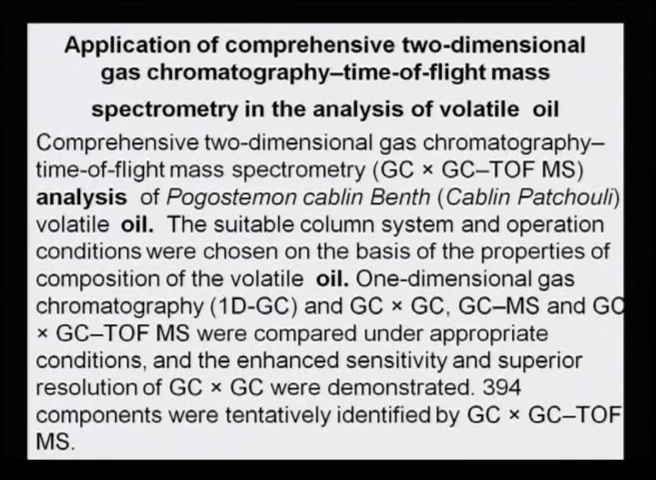 Application of comprehensive two-dimensional
gas chromatography–time-of-flight mass
spectrometry in the analysis of volatile oil
Comprehensive two-dimensional gas chromatography–
time-of-flight mass spectrometry (GC × GC–TOF MS)
analysis of Pogostemon cablin Benth (Cablin Patchouli)
volatile oil. The suitable column system and operation
conditions were chosen on the basis of the properties of
composition of the volatile oil. One-dimensional gas
chromatography (1D-GC) and GC × GC, GC–MS and GC
× GC–TOF MS were compared under appropriate
conditions, and the enhanced sensitivity and superior
resolution of GC × GC were demonstrated. 394
components were tentatively identified by GC × GC–TOF
MS.